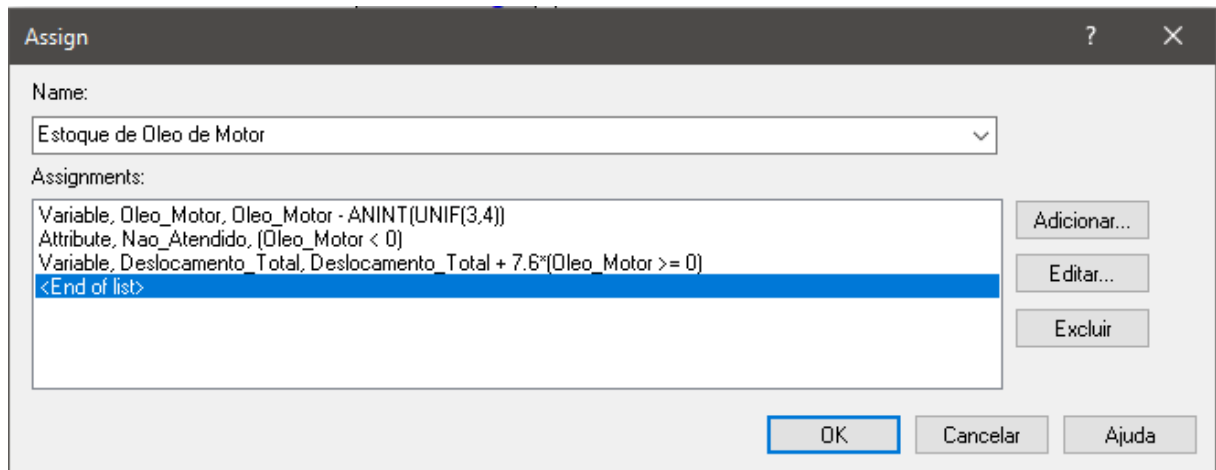 Assign
? ×
Name:
Estoque de Oleo de Motor
Assignments:
Variable, Oleo_Motor, Oleo_Motor - ANINT(UNIF(3,4))
Attribute, Nao_Atendido, (Oleo_Motor < 0)
Variable, Deslocamento_Total, Deslocamento_Total + 7.6*(Oleo_Motor >= 0)
<End of list>
Adicionar...
Editar...
Excluir
OK
Cancelar
Ajuda